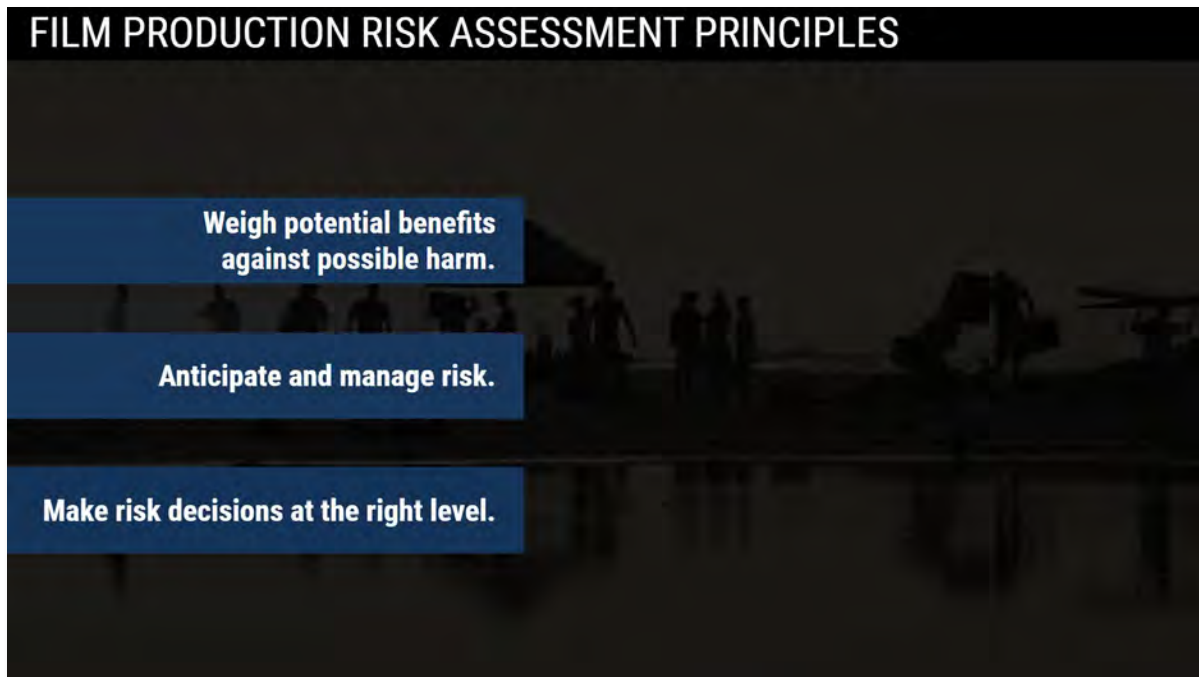 FILM PRODUCTION RISK ASSESSMENT PRINCIPLES
Weigh potential benefits
against possible harm.
Anticipate and manage risk.
Make risk decisions at the right level.